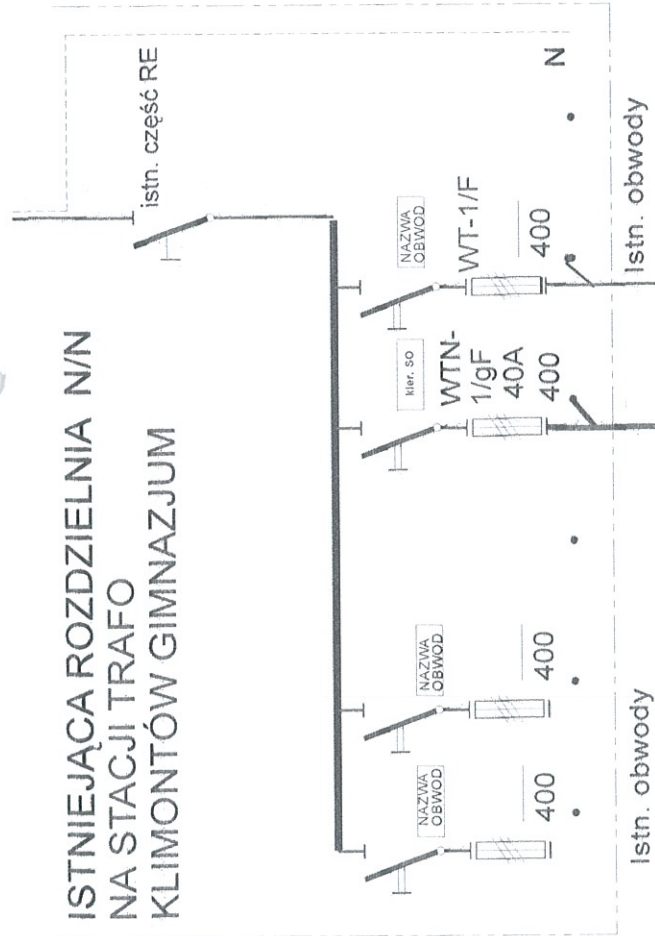 ISTNIEJĄCA ROZDZIELNIA N/N
NA STACJI TRAFO
KLIMONTÓW GIMNAZJUM
istn. część RE
NAZWA
OBWOD.
400
NAZWA
OBWOD.
400
kier. SO
WTN-
1/gF
40A
400
NAZWA
OBWOD.
WT-1/F
400
N
Istn. obwody
Istn. obwody